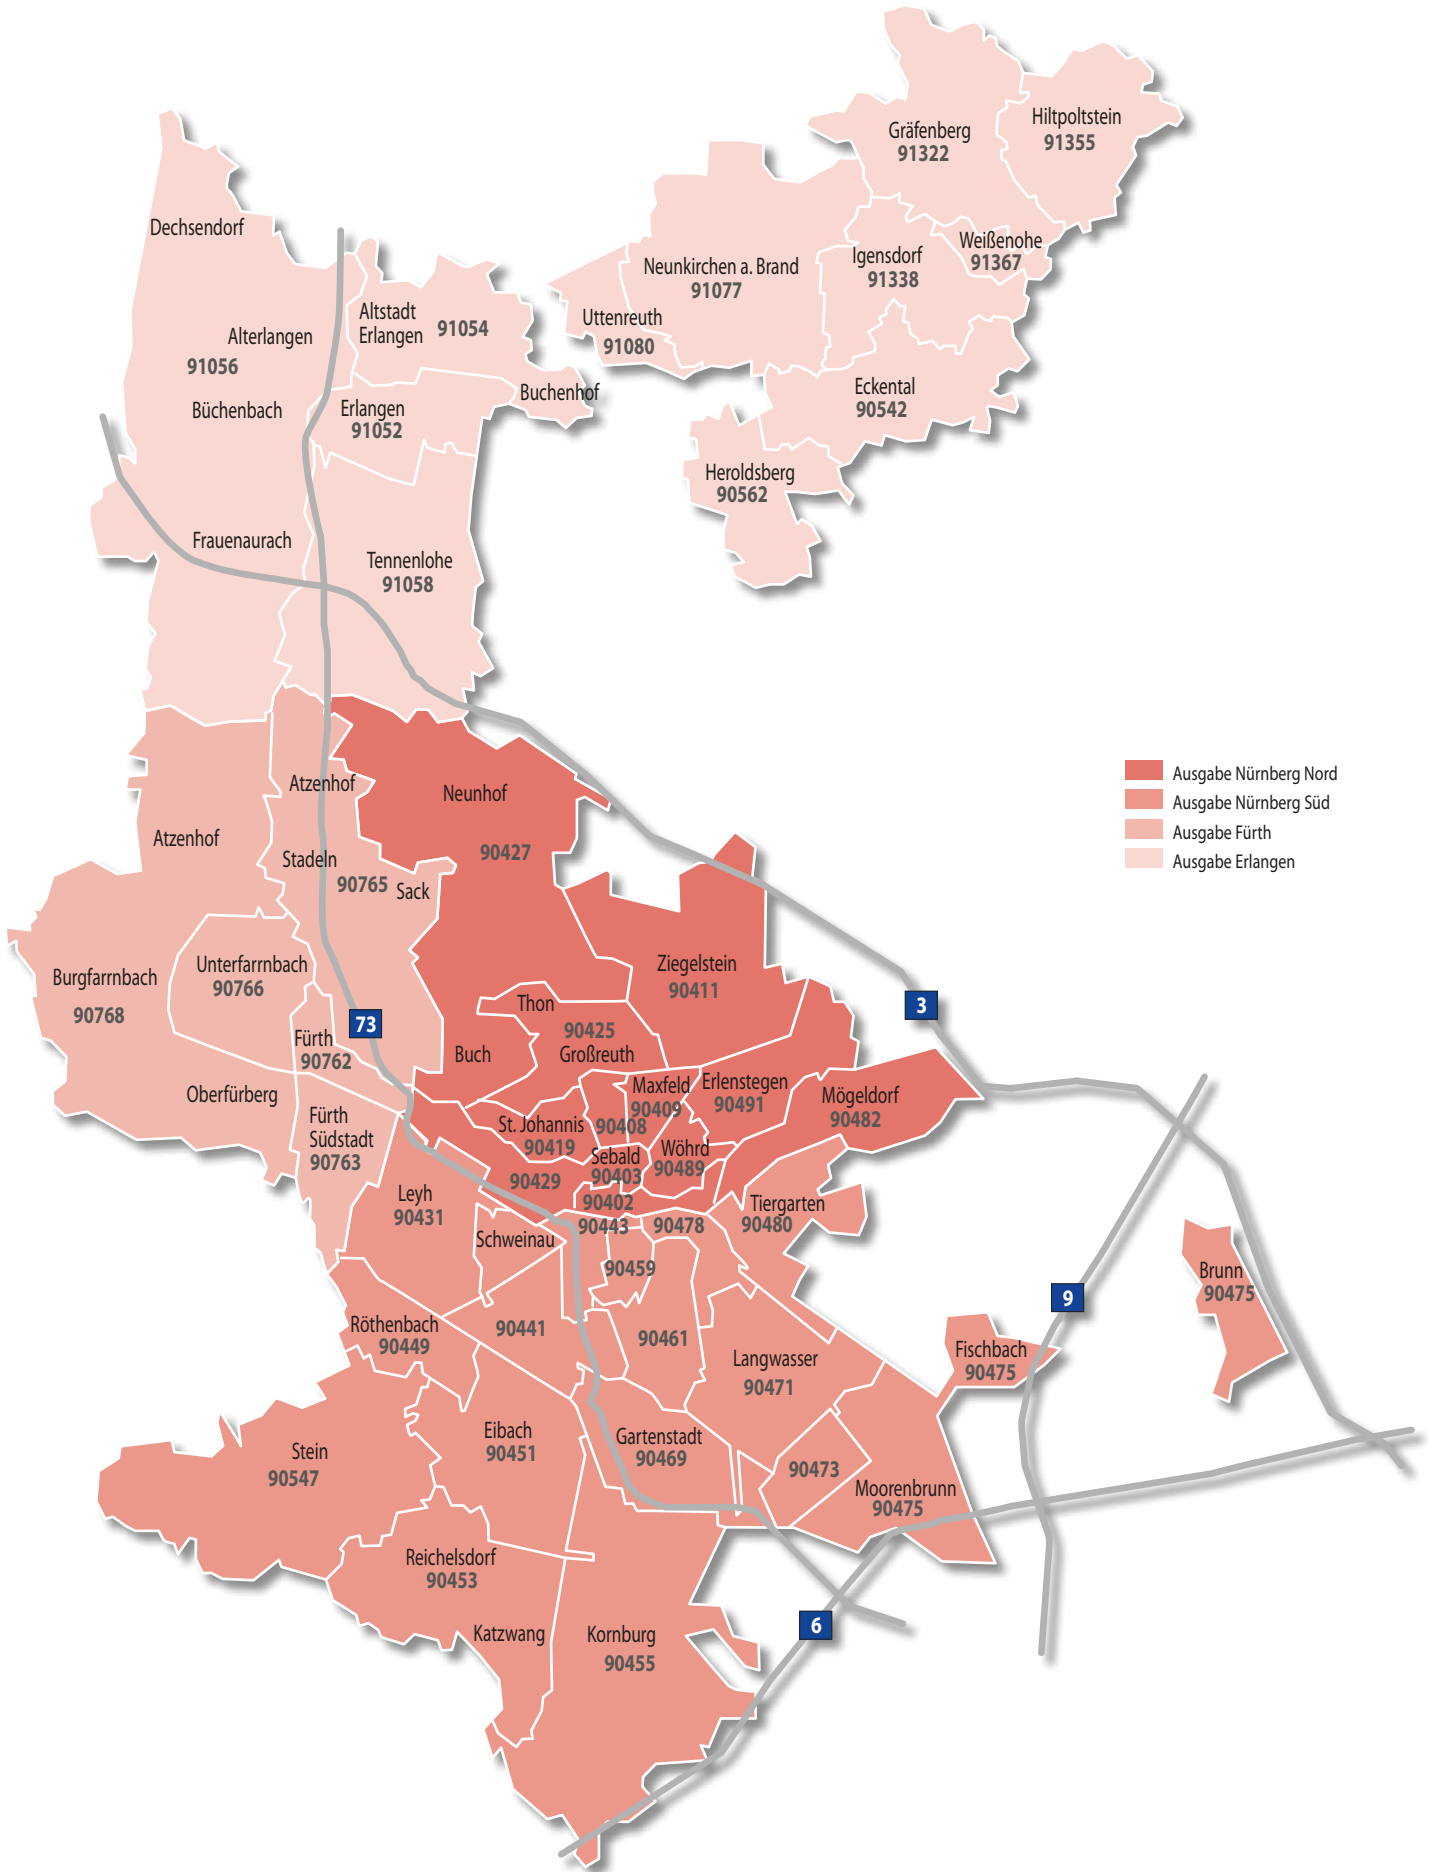 Gräfenberg
91322
Hiltpoltstein
91355
Dechsendorf
Weißenohe
91367
Igensdorf
91338
Neunkirchen a. Brand
91077
Uttenreuth
91080
Altstadt
Erlangen
91054
Alterlangen
91056
Büchenbach
Erlangen
91052
Buchenhof
Eckental
90542
Heroldsberg
90562
Frauenaurach
Tennenlohe
91058
Ausgabe Nürnberg Nord
Ausgabe Nürnberg Süd
Ausgabe Fürth
Ausgabe Erlangen
Atzenhof
Neunhof
Atzenhof
90427
Stadeln
90765
Sack
Burgfarrnbach
90768
Unterfarrnbach
90766
Ziegelstein
90411
3
73
Thon
90425
Großreuth
Fürth
90762
Buch
Oberfürberg
Maxfeld
90409
Erlenstegen
90491
Mögeldorf
90482
Fürth
Südstadt
90763
St. Johannis
90419
90408
Sebald
90403
Wöhrd
90489
90429
90402
Leyh
90431
90443
90478
Tiergarten
90480
Schweinau
90459
Brunn
90475
9
Röthenbach
90449
90441
90461
Langwasser
90471
Fischbach
90475
Stein
90547
Eibach
90451
Gartenstadt
90469
90473
Moorenbrunn
90475
Reichelsdorf
90453
Katzwang
Kornburg
90455
6